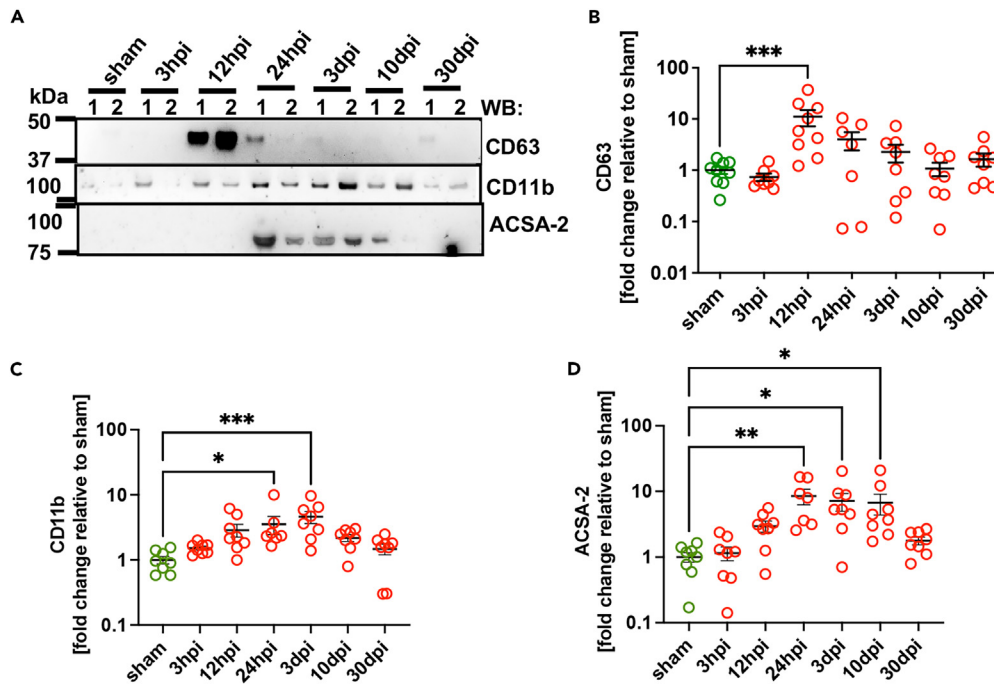 A
sham 3hpi 12hpi 24hpi 3dpi 10dpi 30dpi
kDa 1 2 1 2 1 2 1 2 1 2 1 2 1 2 WB:
50
CD63
37
100 CD11b
100
ACSA-2
75
B
***
CD63
[fold change relative to sham]
100
10
1
0.1
0.01
sham 3hpi 12hpi 24hpi 3dpi 10dpi 30dpi
C
***
*
CD11b
[fold change relative to sham]
100
10
1
0.1
sham 3hpi 12hpi 24hpi 3dpi 10dpi 30dpi
D
*
*
**
ACSA-2
[fold change relative to sham]
100
10
1
0.1
sham 3hpi 12hpi 24hpi 3dpi 10dpi 30dpi